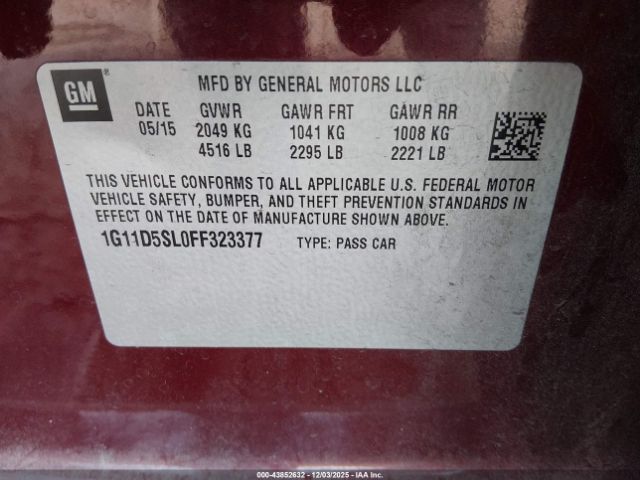 GM®
MFD BY GENERAL MOTORS LLC
DATE GVWR GAWR FRT GAWR RR
05/15 2049 KG 1041 KG 1008 KG
4516 LB 2295 LB 2221 LB
THIS VEHICLE CONFORMS TO ALL APPLICABLE U.S. FEDERAL MOTOR
VEHICLE SAFETY, BUMPER, AND THEFT PREVENTION STANDARDS IN
EFFECT ON THE DATE OF MANUFACTURE SHOWN ABOVE.
1G11D5SL0FF323377 TYPE: PASS CAR
000-43852632 - 12/03/2025 - IAA Inc.